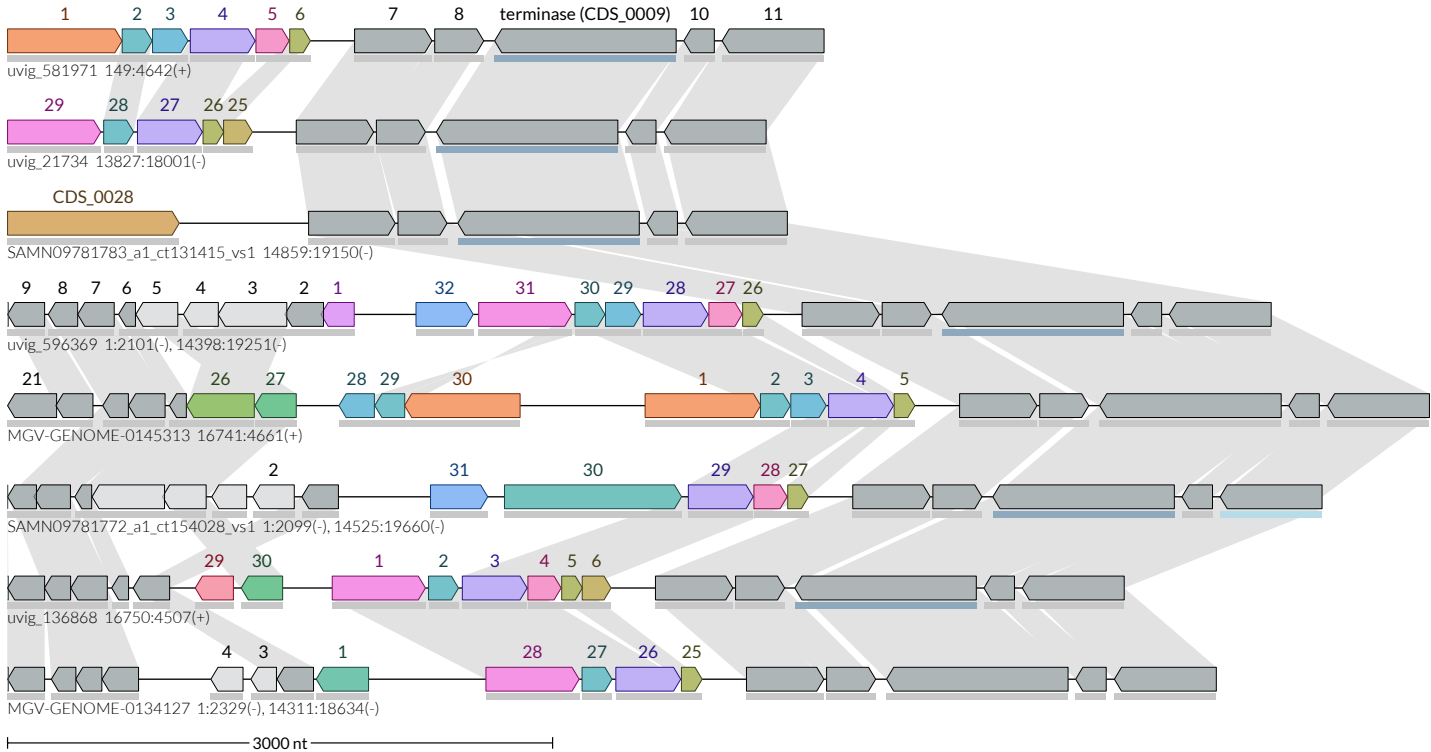 1 2 3 4 5 6 7 8 terminase (CDS_0009) 10 11
uvig_581971 149:4642(+)
29 28 27 26 25
uvig_21734 13827:18001(-)
CDS_0028
SAMN09781783_a1_ct131415_vs1 14859:19150(-)
9 8 7 6 5 4 3 2 1 32 31 30 29 28 27 26
uvig_596369 1:2101(-), 14398:19251(-)
21 26 27 28 29 30 1 2 3 4 5
MGV-GENOME-0145313 16741:4661(+)
2 31 30 29 28 27
SAMN09781772_a1_ct154028_vs1 1:2099(-), 14525:19660(-)
29 30 1 2 3 4 5 6
uvig_136868 16750:4507(+)
4 3 1 28 27 26 25
MGV-GENOME-0134127 1:2329(-), 14311:18634(-)
3000 nt